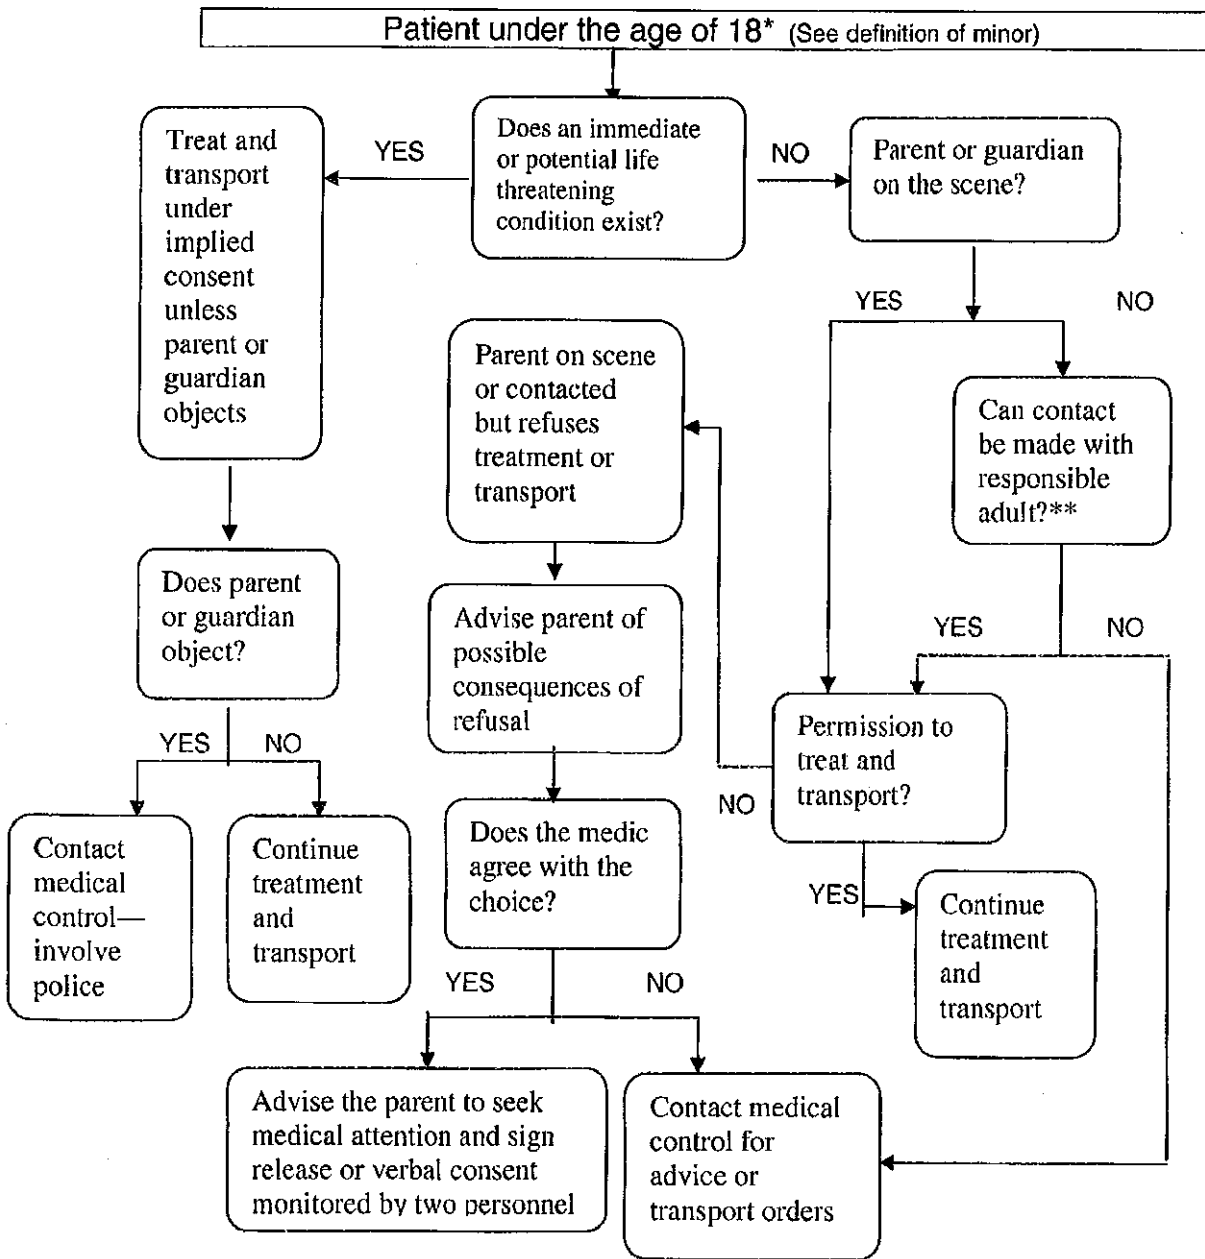 Patient under the age of 18* (See definition of minor)
Treat and
transport
under
implied
consent
unless
parent or
guardian
objects
YES
Does an immediate
or potential life
threatening
condition exist?
NO
Parent or guardian
on the scene?
YES
NO
Parent on scene
or contacted
but refuses
treatment or
transport
Can contact
be made with
responsible
adult?**
Does parent
or guardian
object?
Advise parent of
possible
consequences of
refusal
YES
NO
Permission to
treat and
transport?
YES
NO
NO
Contact
medical
control—
involve
police
Continue
treatment
and
transport
Does the medic
agree with the
choice?
YES
Continue
treatment
and
transport
YES
NO
Advise the parent to seek
medical attention and sign
release or verbal consent
monitored by two personnel
Contact medical
control for
advice or
transport orders